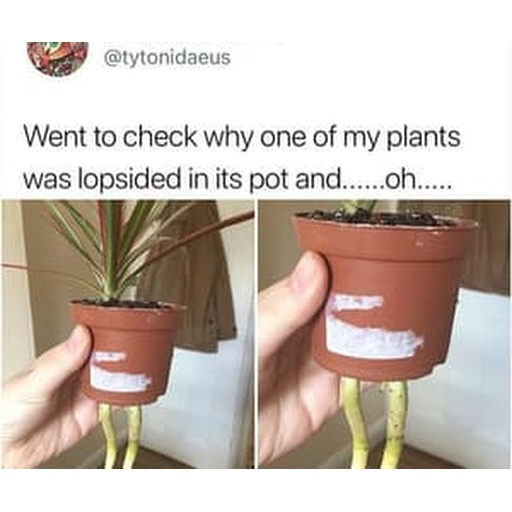 @tytonidaeus
Went to check why one of my plants
was lopsided in its pot and......oh.....